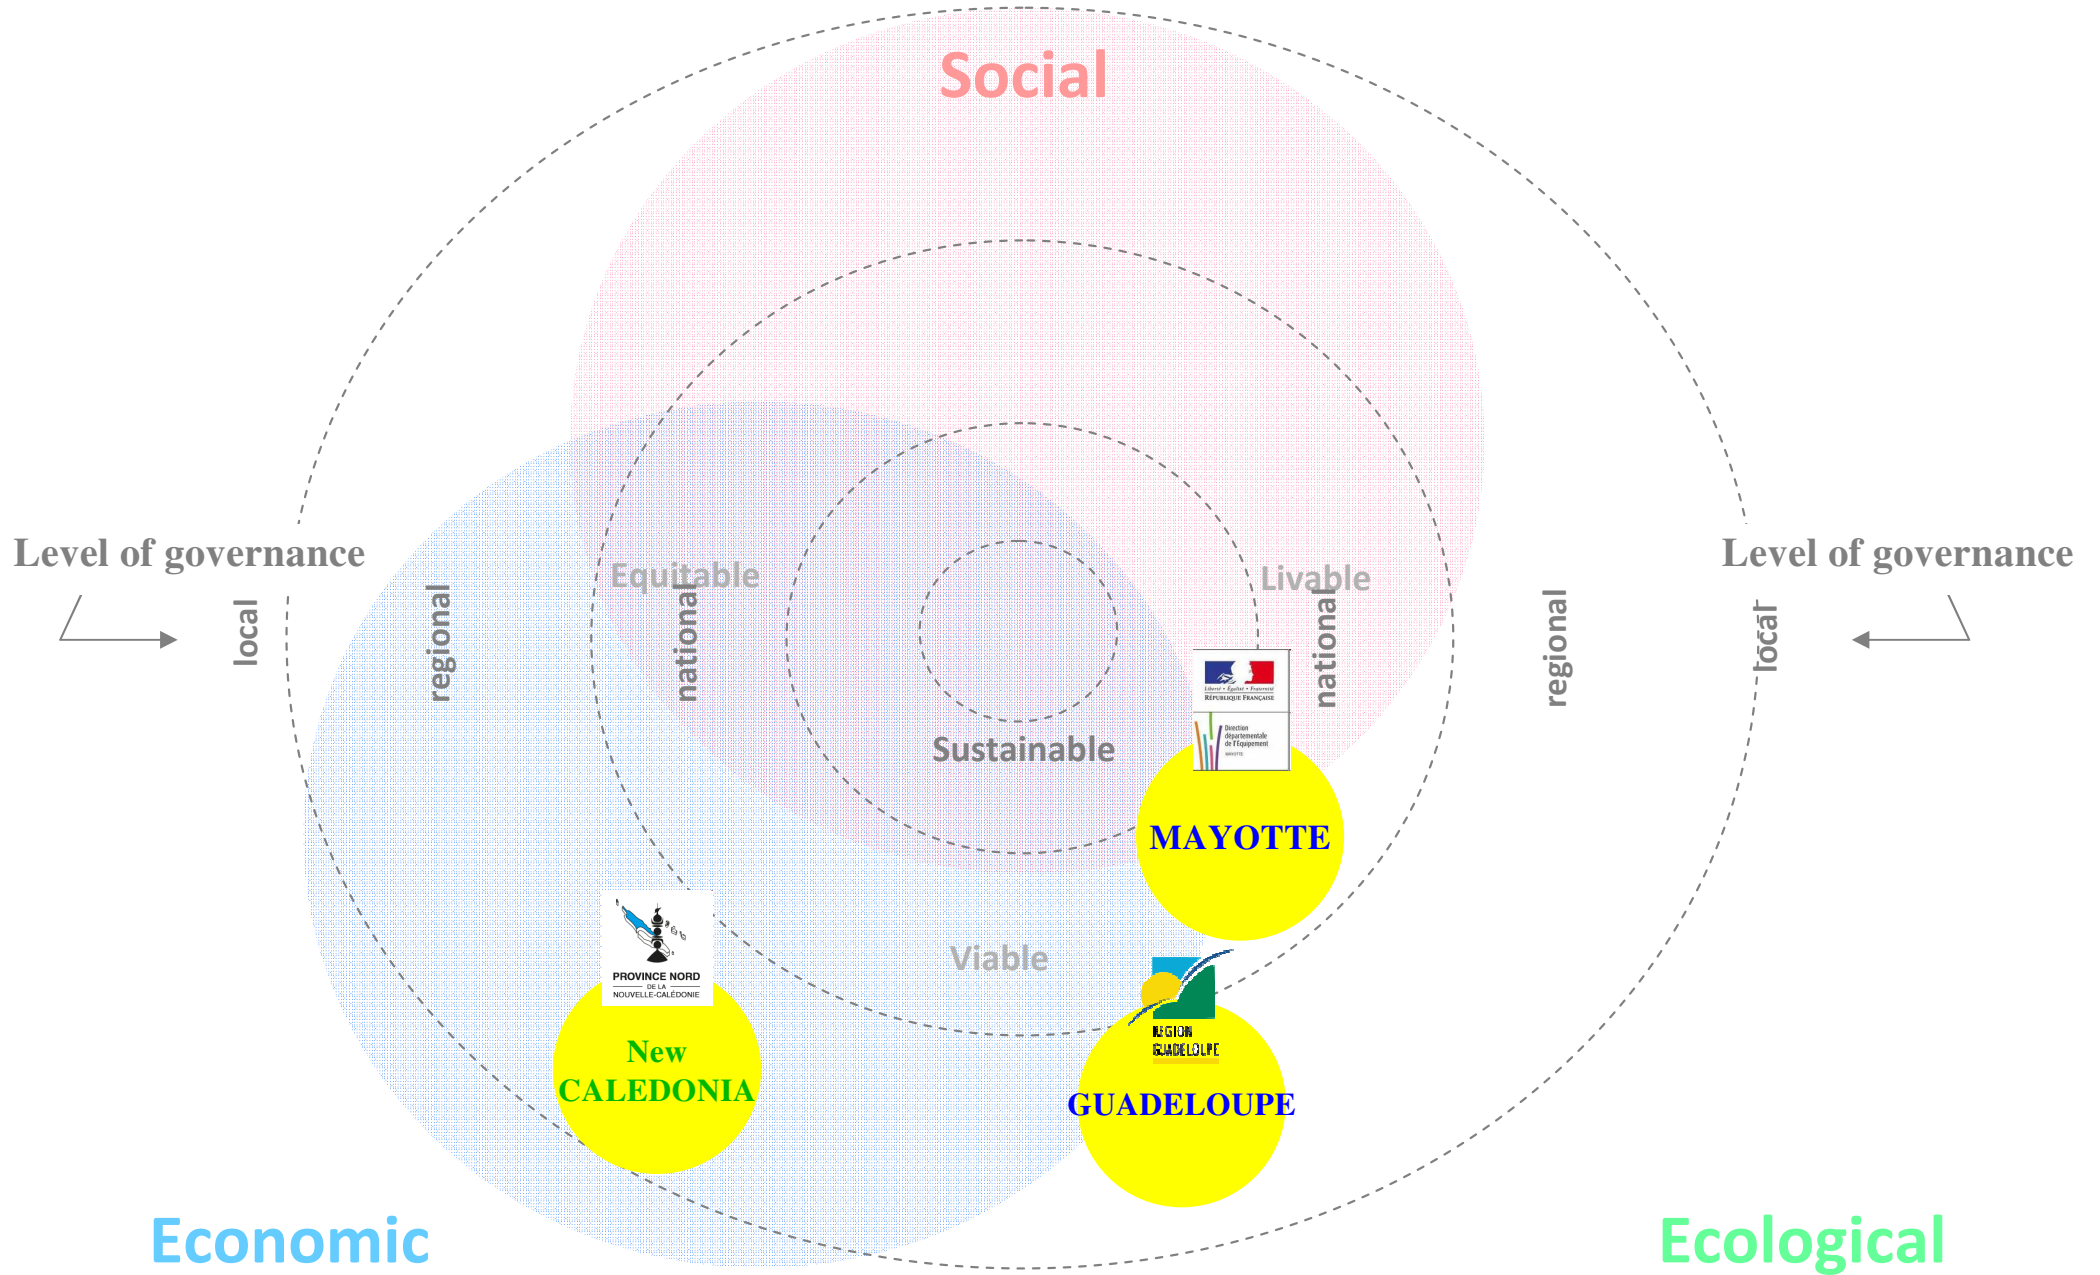 Social
Level of governance
Level of governance
Equitable
Livable
local
regional
national
national
regional
local
Liberté • Égalité • Fraternité
RÉPUBLIQUE FRANÇAISE
Direction
départementale
de l'Equipement
MAYOTTE
Sustainable
MAYOTTE
PROVINCE NORD
DE LA
NOUVELLE-CALÉDONIE
Viable
REGION
GUADELOUPE
New
CALEDONIA
GUADELOUPE
Economic
Ecological